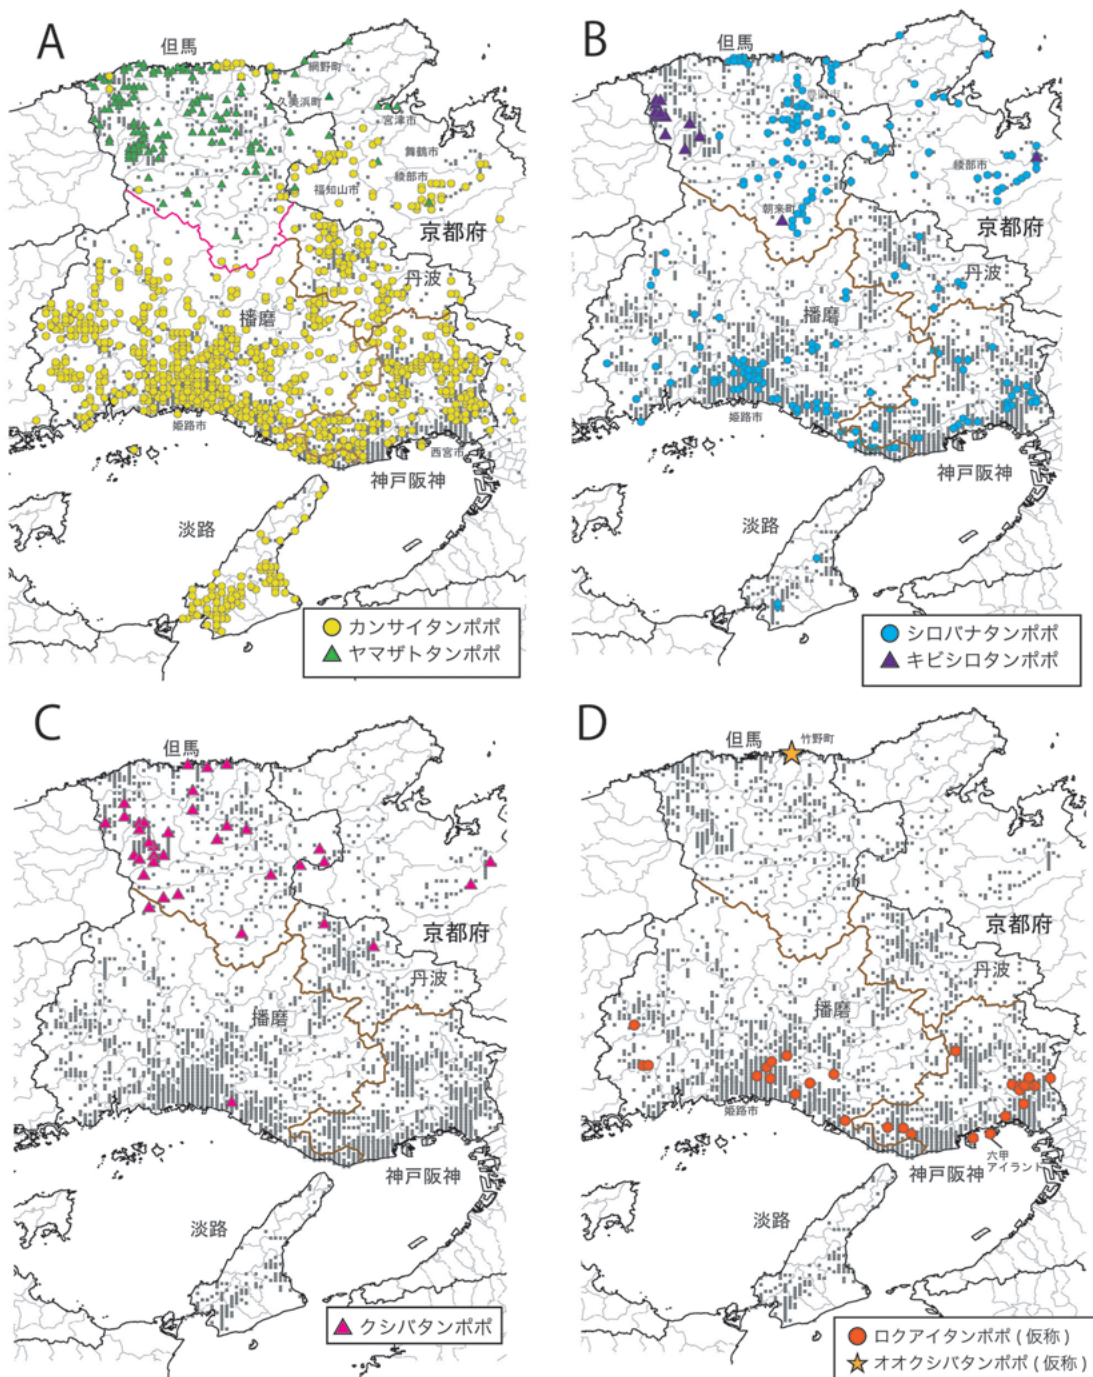 A
但馬
網野町
久美浜町
宮津市
舞鶴市
綾部市
福知山市
京都府
丹波
播磨
姫路市
西宮市
神戸阪神
淡路
カンサイタンポポ
ヤマザトタンポポ
B
但馬
綾部市
朝来町
京都府
丹波
播磨
姫路市
神戸阪神
淡路
シロバナタンポポ
キビシロタンポポ
C
但馬
京都府
丹波
播磨
神戸阪神
淡路
クシバタンポポ
D
但馬
竹野町
京都府
丹波
播磨
姫路市
六甲
アイラント
神戸阪神
淡路
ロクアイタンポポ ( 仮称 )
オオクシバタンポポ ( 仮称 )